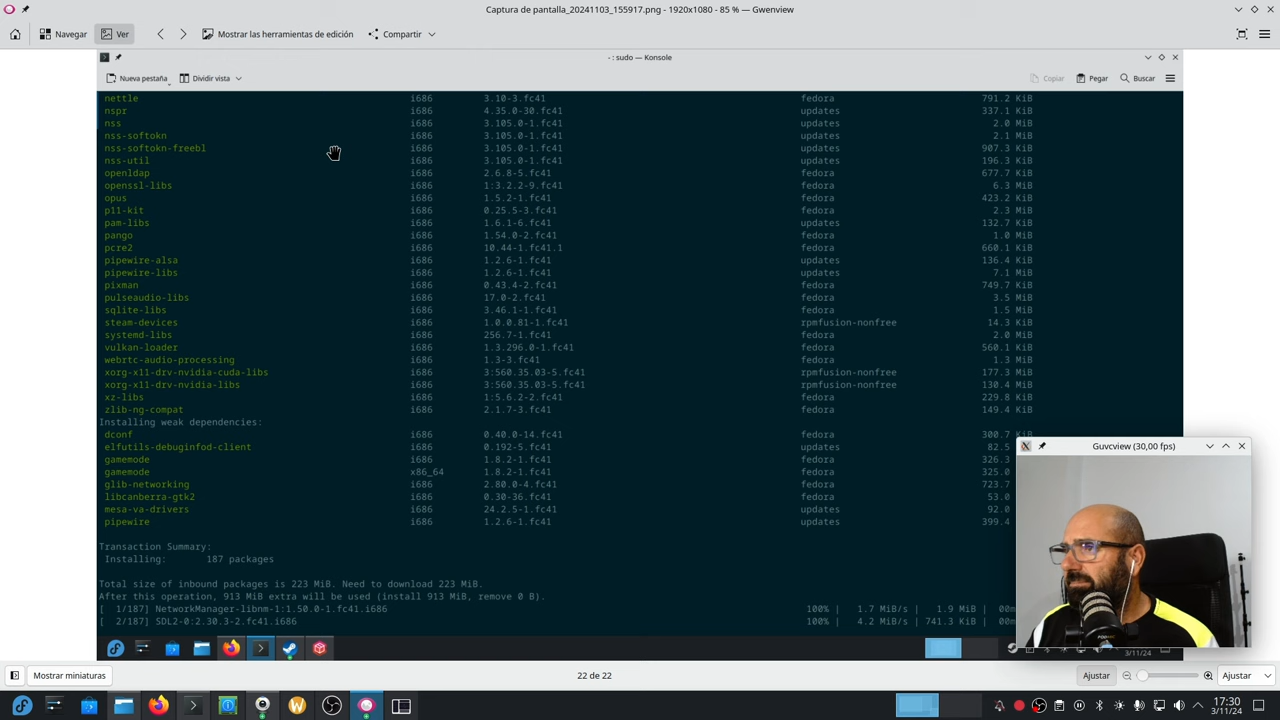 Captura de pantalla_20241103_155917.png - 1920x1080 - 85 % — Gwenview
Navegar Ver Mostrar las herramientas de edición Compartir
- : sudo — Konsole
Nueva pestaña Dividir vista Copiar Pegar Buscar
nettle i686 3.10-3.fc41 fedora 791.2 KiB
nspr i686 4.35.0-30.fc41 updates 337.1 KiB
nss i686 3.105.0-1.fc41 updates 2.0 MiB
nss-softokn i686 3.105.0-1.fc41 updates 2.1 MiB
nss-softokn-freebl i686 3.105.0-1.fc41 updates 907.3 KiB
nss-util i686 3.105.0-1.fc41 updates 196.3 KiB
openldap i686 2.6.8-5.fc41 fedora 677.7 KiB
openssl-libs i686 1:3.2.2-9.fc41 fedora 6.3 MiB
opus i686 1.5.2-1.fc41 fedora 423.2 KiB
p11-kit i686 0.25.5-3.fc41 fedora 2.3 MiB
pam-libs i686 1.6.1-6.fc41 updates 132.7 KiB
pango i686 1.54.0-2.fc41 fedora 1.0 MiB
pcre2 i686 10.44-1.fc41.1 fedora 660.1 KiB
pipewire-alsa i686 1.2.6-1.fc41 updates 136.4 KiB
pipewire-libs i686 1.2.6-1.fc41 updates 7.1 MiB
pixman i686 0.43.4-2.fc41 fedora 749.7 KiB
pulseaudio-libs i686 17.0-2.fc41 fedora 3.5 MiB
sqlite-libs i686 3.46.1-1.fc41 fedora 1.5 MiB
steam-devices i686 1.0.0.81-1.fc41 rpmfusion-nonfree 14.3 KiB
systemd-libs i686 256.7-1.fc41 fedora 2.0 MiB
vulkan-loader i686 1.3.296.0-1.fc41 fedora 560.1 KiB
webrtc-audio-processing i686 1.3-3.fc41 fedora 1.3 MiB
xorg-x11-drv-nvidia-cuda-libs i686 3:560.35.03-5.fc41 rpmfusion-nonfree 177.3 MiB
xorg-x11-drv-nvidia-libs i686 3:560.35.03-5.fc41 rpmfusion-nonfree 130.4 MiB
xz-libs i686 1:5.6.2-2.fc41 fedora 229.8 KiB
zlib-ng-compat i686 2.1.7-3.fc41 fedora 149.4 KiB
Installing weak dependencies:
dconf i686 0.40.0-14.fc41 fedora 300.7 KiB
elfutils-debuginfod-client i686 0.192-5.fc41 updates 82.5
gamemode i686 1.8.2-1.fc41 fedora 326.3
gamemode x86_64 1.8.2-1.fc41 fedora 325.0
glib-networking i686 2.80.0-4.fc41 fedora 723.7
libcanberra-gtk2 i686 0.30-36.fc41 fedora 53.0
mesa-va-drivers i686 24.2.5-1.fc41 updates 92.0
pipewire i686 1.2.6-1.fc41 updates 399.4
Transaction Summary:
Installing: 187 packages
Total size of inbound packages is 223 MiB. Need to download 223 MiB.
After this operation, 913 MiB extra will be used (install 913 MiB, remove 0 B).
[ 1/187] NetworkManager-libnm-1:1.50.0-1.fc41.i686 100% | 1.7 MiB/s | 1.9 MiB | 00m
[ 2/187] SDL2-0:2.30.3-2.fc41.i686 100% | 4.2 MiB/s | 741.3 KiB | 00m
Guvcview (30,00 fps)
3/11/24
Mostrar miniaturas 22 de 22 Ajustar Ajustar
17:30
3/11/24